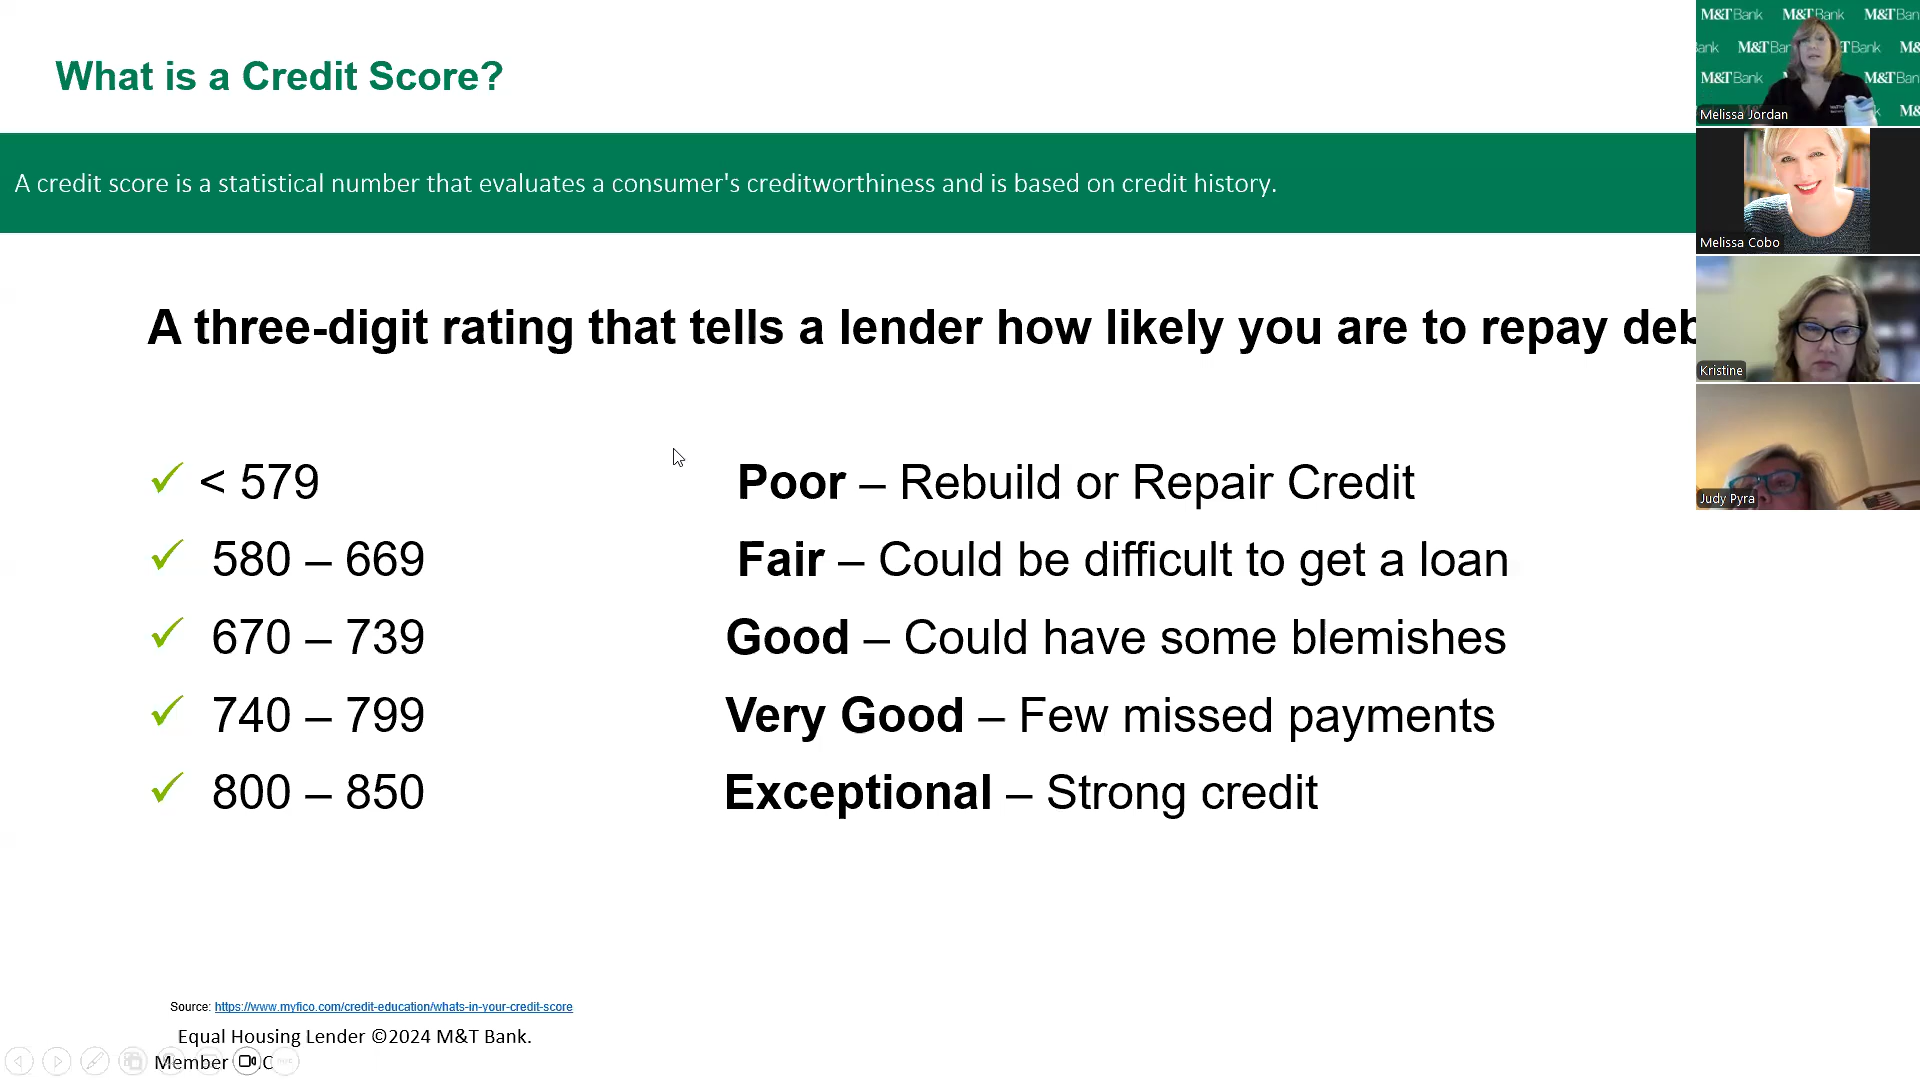 What is a Credit Score?
A credit score is a statistical number that evaluates a consumer's creditworthiness and is based on credit history.
A three-digit rating that tells a lender how likely you are to repay deb
< 579 Poor – Rebuild or Repair Credit
580 – 669 Fair – Could be difficult to get a loan
670 – 739 Good – Could have some blemishes
740 – 799 Very Good – Few missed payments
800 – 850 Exceptional – Strong credit
Source: https://www.myfico.com/credit-education/whats-in-your-credit-score
Equal Housing Lender ©2024 M&T Bank.
Member C
M&T Bank M&T Bank M&T Ban
ank M&T Ban T Bank M&
M&T Bank M&T Ban
M&
Melissa Jordan
Melissa Cobo
Kristine
Judy Pyra